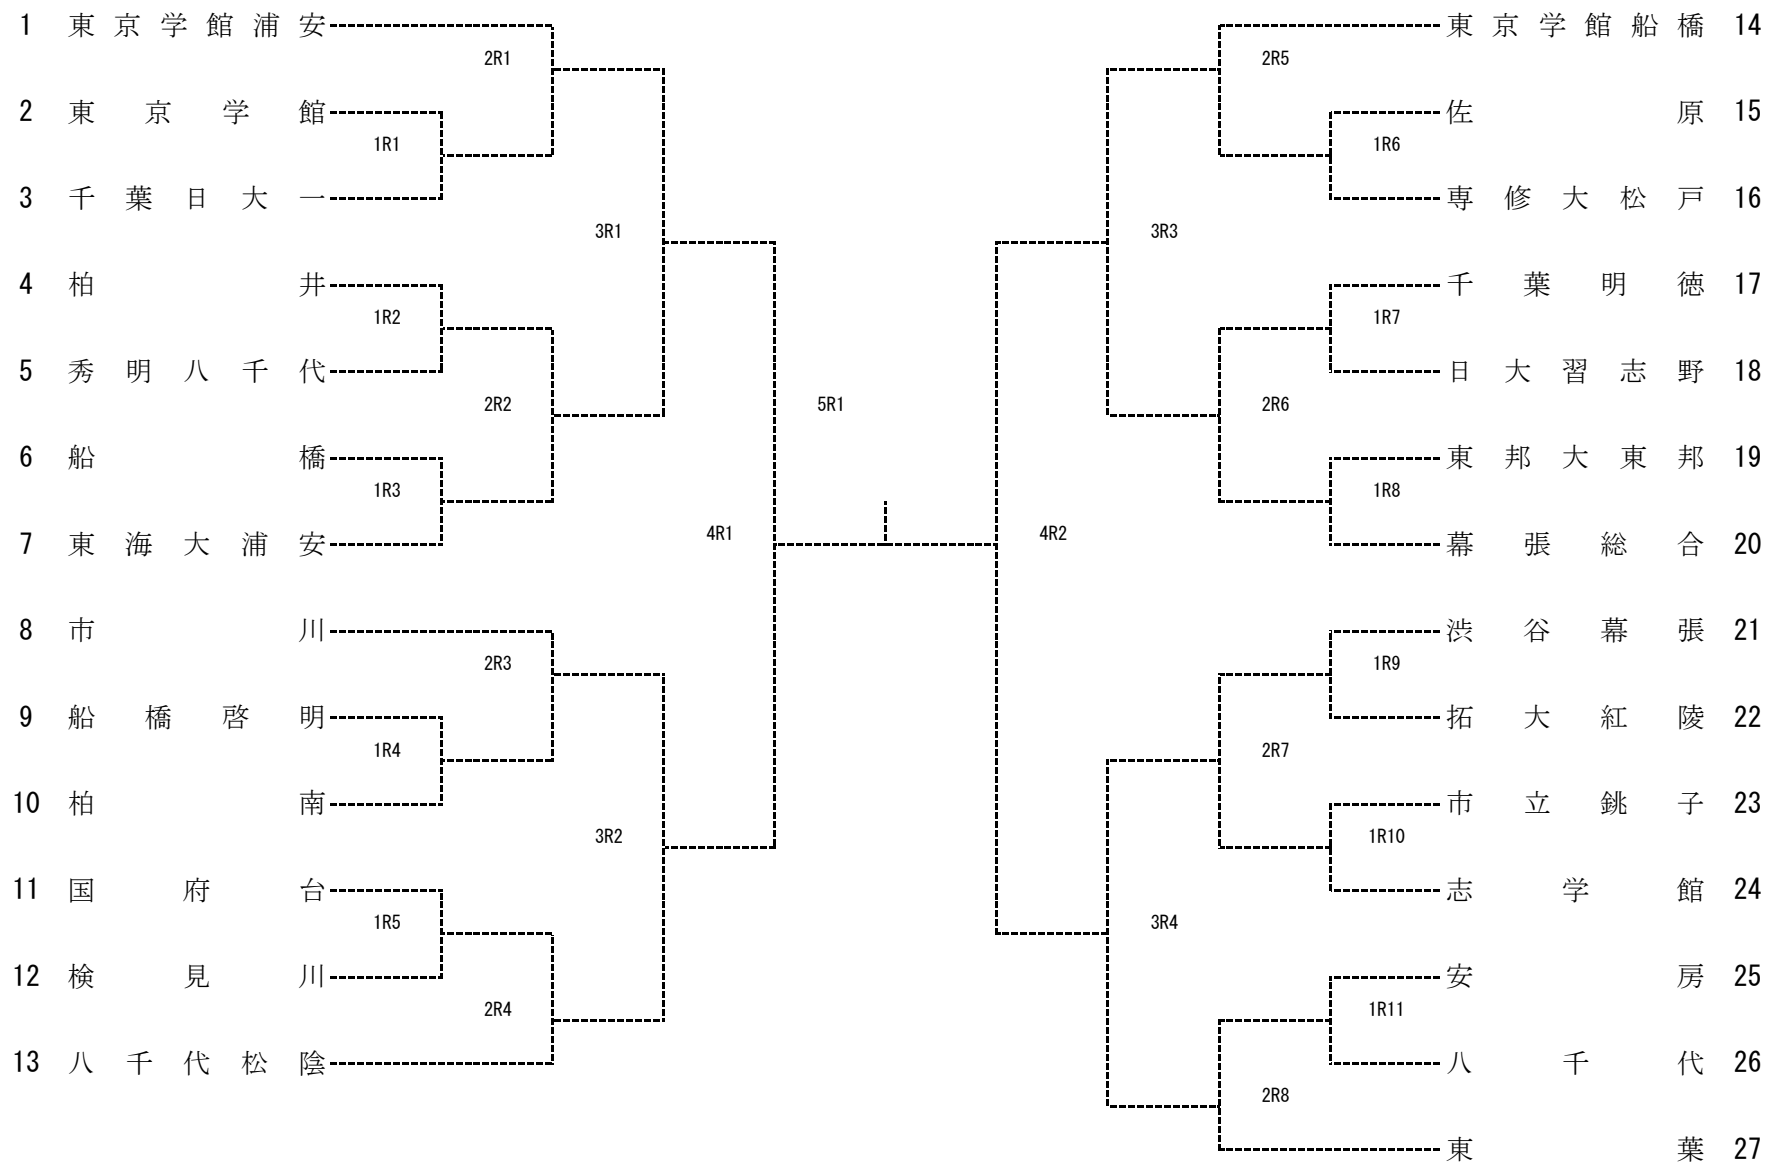 1 東京学館浦安
2R1
2 東京学館
1R1
3 千葉日大一
3R1
4 柏井
1R2
5 秀明八千代
2R2
6 船橋
1R3
7 東海大浦安
4R1
8 市川
2R3
9 船橋啓明
1R4
10 柏南
3R2
11 国府台
1R5
12 検見川
2R4
13 八千代松陰
5R1
東京学館船橋 14
2R5
佐原 15
1R6
専修大松戸 16
3R3
千葉明徳 17
1R7
日大習志野 18
2R6
東邦大東邦 19
1R8
幕張総合 20
4R2
渋谷幕張 21
1R9
拓大紅陵 22
2R7
市立銚子 23
1R10
志学館 24
3R4
安房 25
1R11
八千代 26
2R8
東葉 27